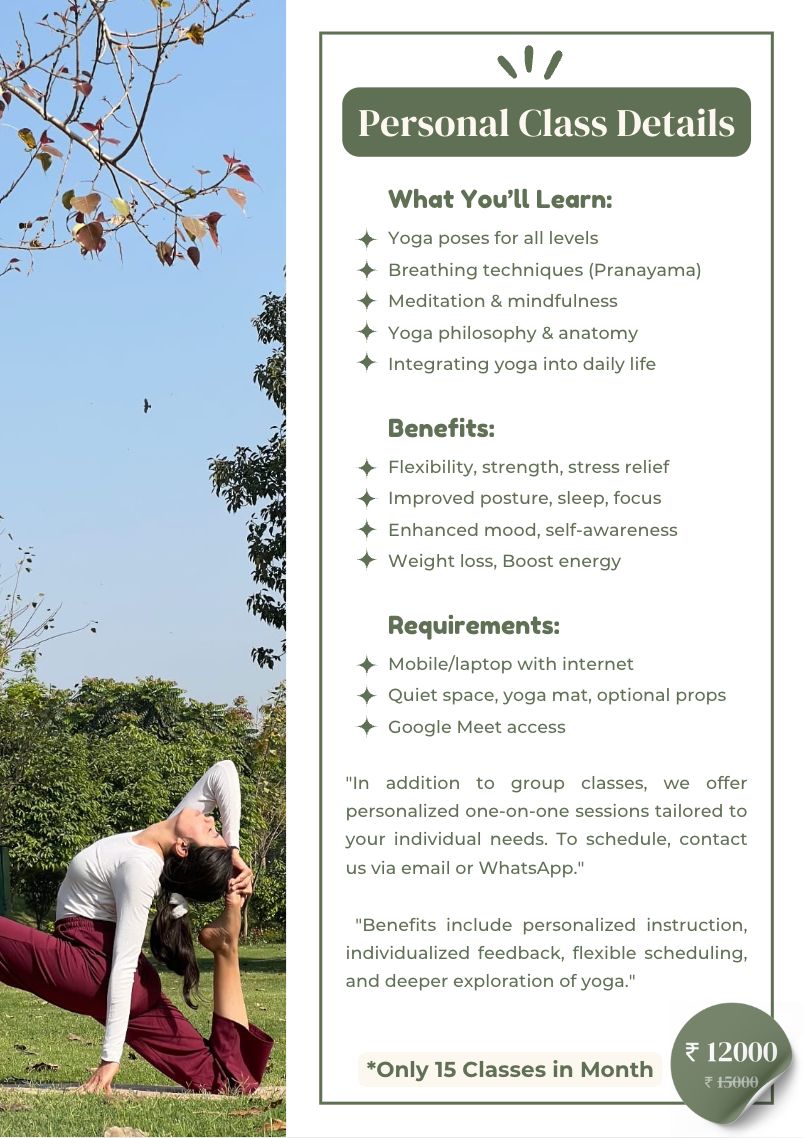 Personal Class Details
What You'll Learn:
Yoga poses for all levels
Breathing techniques (Pranayama)
Meditation & mindfulness
Yoga philosophy & anatomy
Integrating yoga into daily life
Benefits:
Flexibility, strength, stress relief
Improved posture, sleep, focus
Enhanced mood, self-awareness
Weight loss, Boost energy
Requirements:
Mobile/laptop with internet
Quiet space, yoga mat, optional props
Google Meet access
"In addition to group classes, we offer
personalized one-on-one sessions tailored to
your individual needs. To schedule, contact
us via email or WhatsApp."
"Benefits include personalized instruction,
individualized feedback, flexible scheduling,
and deeper exploration of yoga."
*Only 15 Classes in Month
₹ 12000
₹ 15000